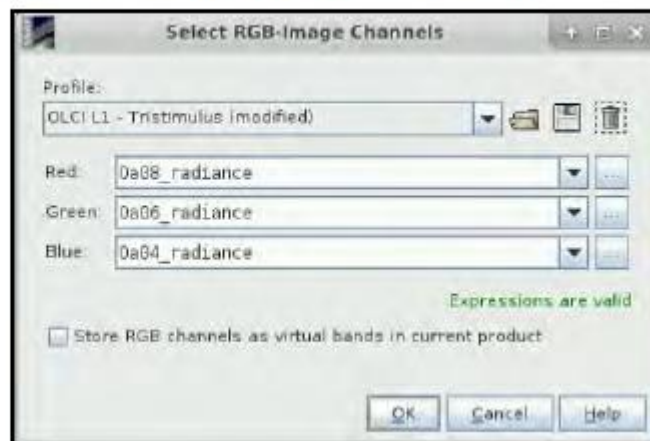 Select RGB-Image Channels
Profile:
OLCI L1 - Tristimulus (modified)
Red: Oa08_radiance ...
Green: Oa06_radiance ...
Blue: Oa04_radiance ...
Expressions are valid
Store RGB channels as virtual bands in current product
OK Cancel Help